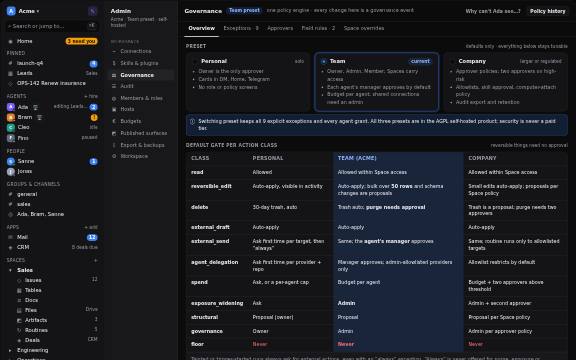 Acme
Search or jump to...
Home
3 need you
PINNED
launch-q4
4
Leads
Sales
OPS-142 Renew insurance
AGENTS
+ hire
Ada
editing Leads...
2
Bram
Cleo
idle
Finn
paused
PEOPLE
Sanne
1
Jonas
GROUPS & CHANNELS
# general
# sales
Ada, Bram, Sanne
APPS
+ add
Mail
12
CRM
8 deals due
SPACES
Sales
Issues
12
Tables
Docs
Files
Drive
Artifacts
3
Routines
5
Deals
CRM
Engineering
Operations
Admin
Acme · Team preset · self-hosted
WORKSPACE
Connections
Skills & plugins
Governance
Audit
Members & roles
Hosts
Budgets
Published surfaces
Export & backups
Workspace
Governance
Team preset
one policy engine · every change here is a governance event
Why can't Ada see...?
Policy history
Overview
Exceptions · 9
Approvers
Field rules · 2
Space overrides
PRESET
defaults only · everything below stays tunable
Personal
solo
Owner is the only approver
Cards in DM, Home, Telegram
No role or policy screens
Team
current
Owner, Admin, Member; Spaces carry access
Each agent's manager approves by default
Budget per agent; shared connections need an admin
Company
larger or regulated
Approver policies; two approvers on high-risk
Allowlists, skill approval, compute-attach policy
Audit export and retention
Switching preset keeps all 9 explicit exceptions and every agent grant. All three presets are in the AGPL self-hosted product; security is never a paid tier.
DEFAULT GATE PER ACTION CLASS
reversible things need no approval
CLASS
PERSONAL
TEAM (ACME)
COMPANY
read
Allowed
Allowed within Space access
Allowed within Space access
reversible_edit
Auto-apply, visible in activity
Auto-apply; bulk over 50 rows and schema changes are proposals
Small edits auto-apply; proposals per Space policy
delete
30-day trash, auto
Trash auto; purge needs approval
Trash is a proposal; purge needs two approvers
external_draft
Auto-apply
Auto-apply
Auto-apply
external_send
Ask first time per target, then "always"
Same; the agent's manager approves
Same; routine runs only to allowlisted targets
agent_delegation
Ask first time per provider + repo
Manager approves; admin-allowlisted providers only
Allowlist restricts by default
spend
Ask, or a per-agent cap
Budget per agent
Budget + two approvers above threshold
exposure_widening
Ask
Admin
Admin + second approver
structural
Proposal (owner)
Proposal
Proposal per Space policy
governance
Owner
Admin
Admin per approver policy
floor
Never
Never
Never